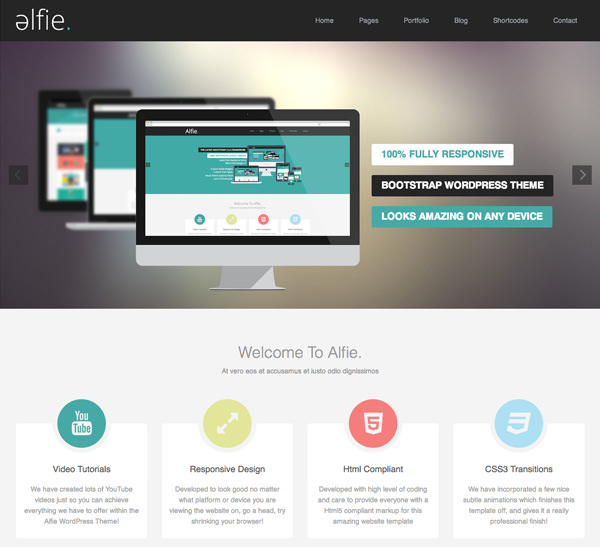 alfie.
Home Pages Portfolio Blog Shortcodes Contact
Alfie.
100% FULLY RESPONSIVE
BOOTSTRAP WORDPRESS THEME
LOOKS AMAZING ON ANY DEVICE
Welcome To Alfie.
At vero eos et accusamus et iusto odio dignissimos
You
Tube
5
3
Video Tutorials
We have created lots of YouTube
videos just so you can achieve
everything we have to offer within the
Alfie WordPress Theme!
Responsive Design
Developed to look good no matter
what platform or device you are
viewing the website on, go a head, try
shrinking your browser!
Html Compliant
Developed with high level of coding
and care to provide everyone with a
Html5 compliant markup for this
amazing website template
CSS3 Transitions
We have incorporated a few nice
subtle animations which finishes this
template off, and gives it a really
professional finish!